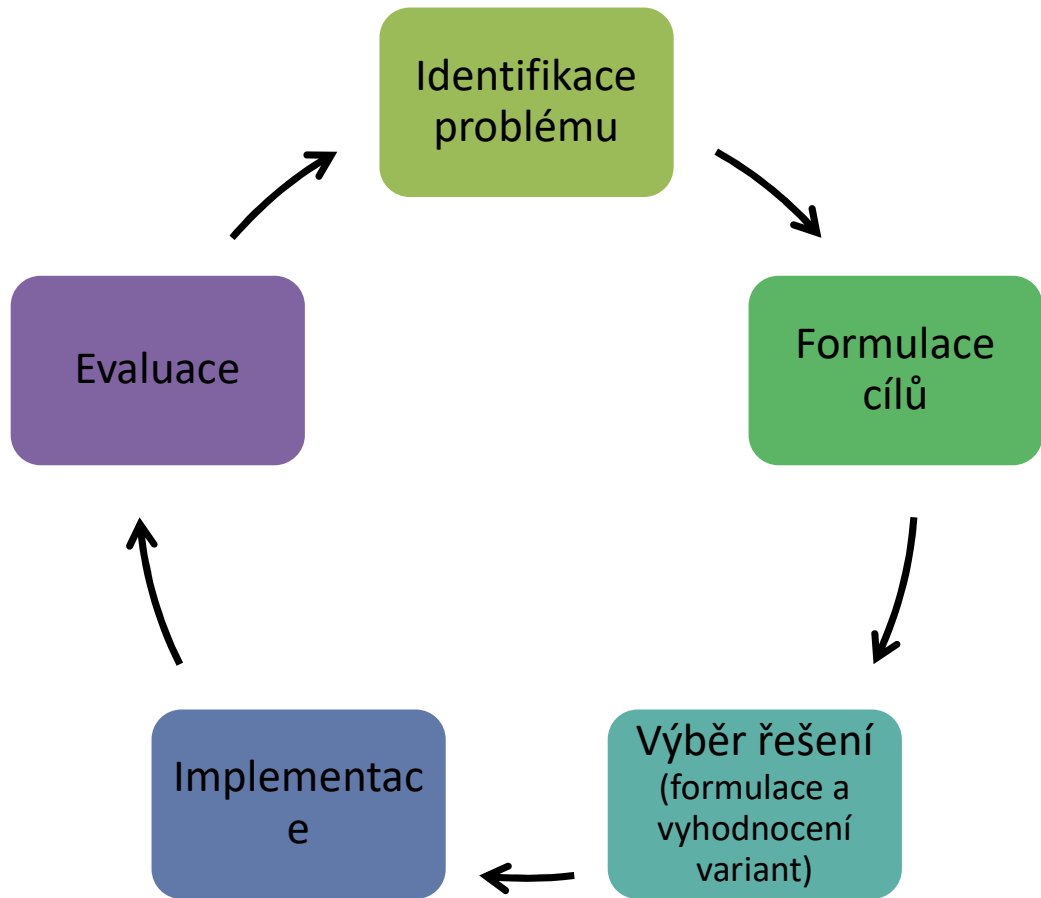 Identifikace
problému
Formulace
cílů
Výběr řešení
(formulace a
vyhodnocení
variant)
Implementac
e
Evaluace